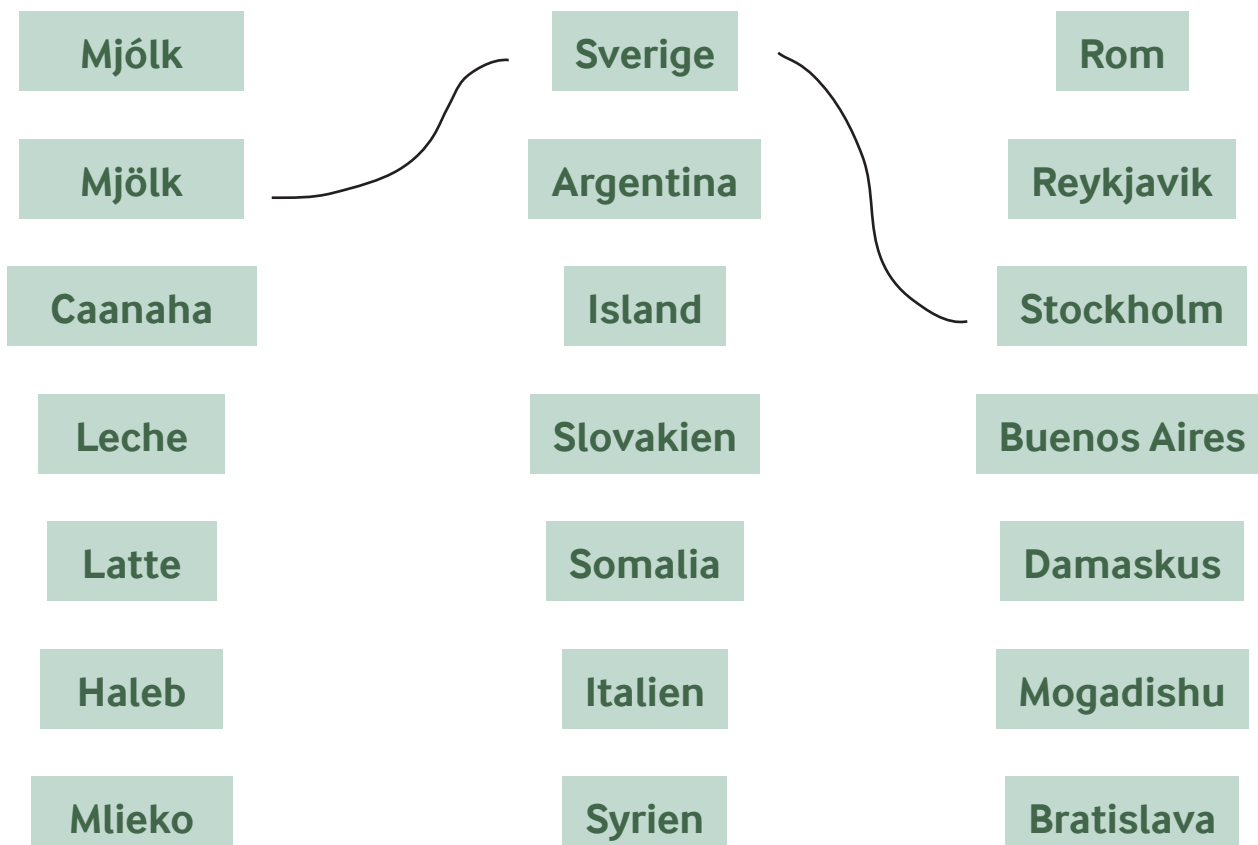 Mjólk Sverige Rom
Mjölk Argentina Reykjavik
Caanaha Island Stockholm
Leche Slovakien Buenos Aires
Latte Somalia Damaskus
Haleb Italien Mogadishu
Mlieko Syrien Bratislava